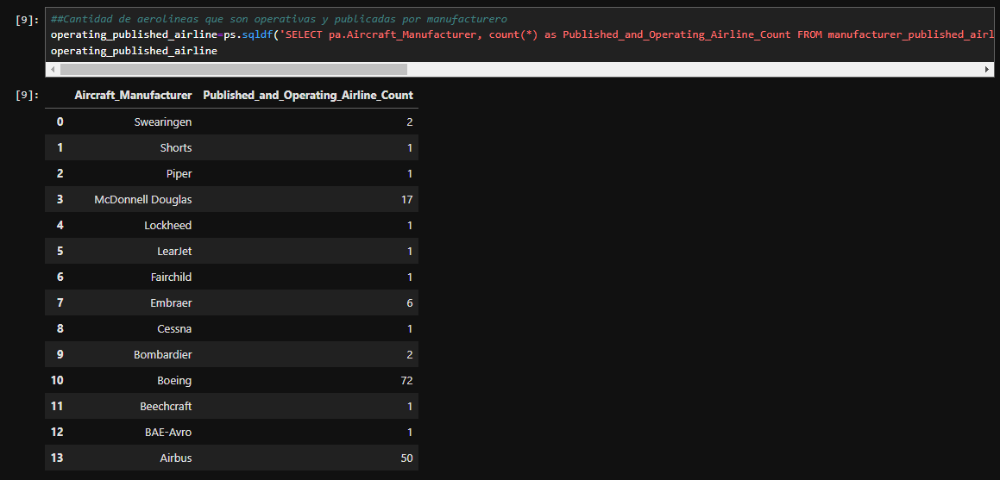 [9]: ##Cantidad de aerolineas que son operativas y publicadas por manufacturero
operating_published_airline=ps.sqldf('SELECT pa.Aircraft_Manufacturer, count(*) as Published_and_Operating_Airline_Count FROM manufacturer_published_airl
operating_published_airline
[9]: Aircraft_Manufacturer Published_and_Operating_Airline_Count
0 Swearingen 2
1 Shorts 1
2 Piper 1
3 McDonnell Douglas 17
4 Lockheed 1
5 LearJet 1
6 Fairchild 1
7 Embraer 6
8 Cessna 1
9 Bombardier 2
10 Boeing 72
11 Beechcraft 1
12 BAE-Avro 1
13 Airbus 50